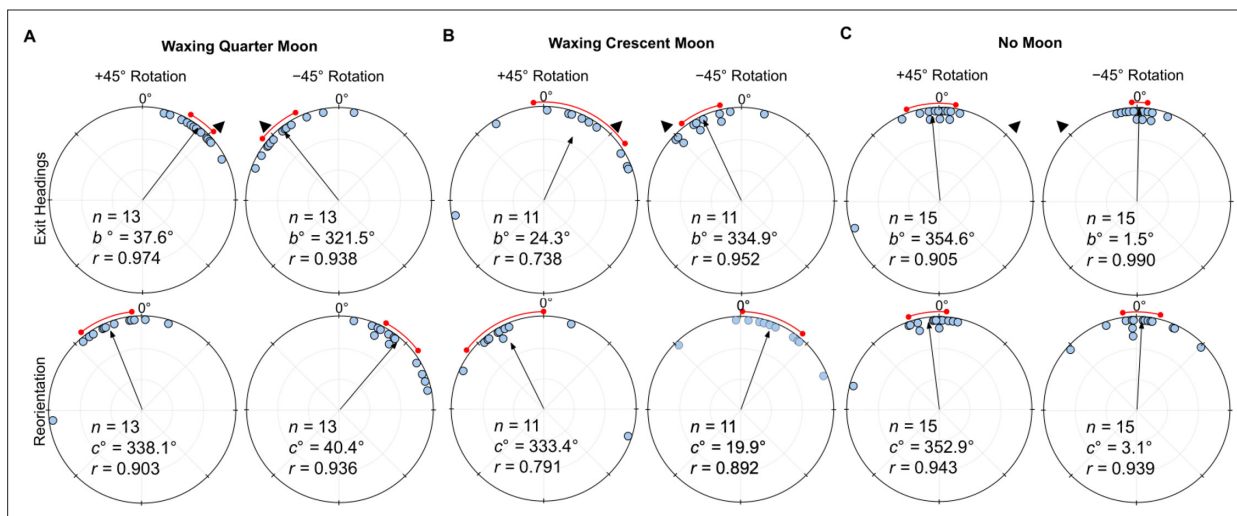 A
Waxing Quarter Moon
B
Waxing Crescent Moon
C
No Moon
+45° Rotation
−45° Rotation
+45° Rotation
−45° Rotation
+45° Rotation
−45° Rotation
0°
0°
0°
0°
0°
0°
Exit Headings
n = 13
b° = 37.6°
r = 0.974
n = 13
b° = 321.5°
r = 0.938
n = 11
b° = 24.3°
r = 0.738
n = 11
b° = 334.9°
r = 0.952
n = 15
b° = 354.6°
r = 0.905
n = 15
b° = 1.5°
r = 0.990
0°
0°
0°
0°
0°
0°
Reorientation
n = 13
c° = 338.1°
r = 0.903
n = 13
c° = 40.4°
r = 0.936
n = 11
c° = 333.4°
r = 0.791
n = 11
c° = 19.9°
r = 0.892
n = 15
c° = 352.9°
r = 0.943
n = 15
c° = 3.1°
r = 0.939